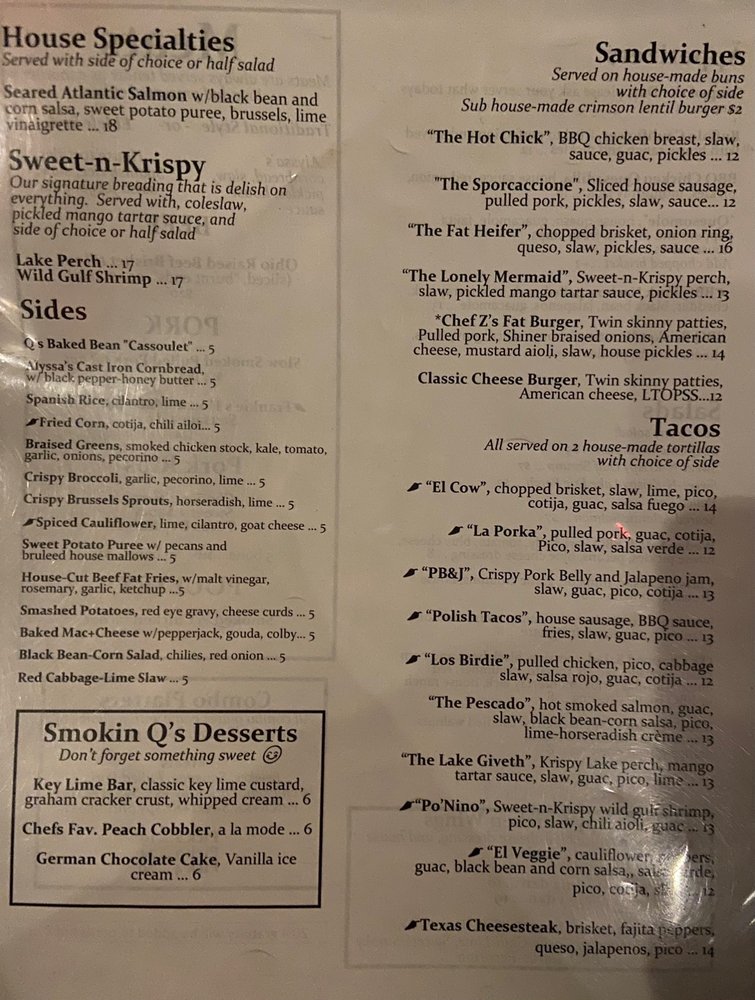 House Specialties
Served with side of choice or half salad
Seared Atlantic Salmon w/black bean and
corn salsa, sweet potato puree, brussels, lime
vinaigrette ... 18
Sweet-n-Krispy
Our signature breading that is delish on
everything. Served with, coleslaw,
pickled mango tartar sauce, and
side of choice or half salad
Lake Perch ... 17
Wild Gulf Shrimp ... 17
Sides
Q's Baked Bean "Cassoulet" ... 5
Alyssa's Cast Iron Cornbread,
w/ black pepper-honey butter ... 5
Spanish Rice, cilantro, lime ... 5
Fried Corn, cotija, chili ailoi... 5
Braised Greens, smoked chicken stock, kale, tomato,
garlic, onions, pecorino ... 5
Crispy Broccoli, garlic, pecorino, lime ... 5
Crispy Brussels Sprouts, horseradish, lime ... 5
Spiced Cauliflower, lime, cilantro, goat cheese ... 5
Sweet Potato Puree w/ pecans and
bruleed house mallows ... 5
House-Cut Beef Fat Fries, w/malt vinegar,
rosemary, garlic, ketchup ...5
Smashed Potatoes, red eye gravy, cheese curds ... 5
Baked Mac+Cheese w/pepperjack, gouda, colby... 5
Black Bean-Corn Salad, chilies, red onion ... 5
Red Cabbage-Lime Slaw ... 5
Smokin Q's Desserts
Don't forget something sweet
Key Lime Bar, classic key lime custard,
graham cracker crust, whipped cream ... 6
Chefs Fav. Peach Cobbler, a la mode ... 6
German Chocolate Cake, Vanilla ice
cream ... 6
Sandwiches
Served on house-made buns
with choice of side
Sub house-made crimson lentil burger $2
"The Hot Chick", BBQ chicken breast, slaw,
sauce, guac, pickles ... 12
"The Sporcaccione", Sliced house sausage,
pulled pork, pickles, slaw, sauce... 12
"The Fat Heifer", chopped brisket, onion ring,
queso, slaw, pickles, sauce ... 16
"The Lonely Mermaid", Sweet-n-Krispy perch,
slaw, pickled mango tartar sauce, pickles ... 13
*Chef Z's Fat Burger, Twin skinny patties,
Pulled pork, Shiner braised onions, American
cheese, mustard aioli, slaw, house pickles ... 14
Classic Cheese Burger, Twin skinny patties,
American cheese, LTOPSS...12
Tacos
All served on 2 house-made tortillas
with choice of side
"El Cow", chopped brisket, slaw, lime, pico,
cotija, guac, salsa fuego ... 14
"La Porka", pulled pork, guac, cotija,
Pico, slaw, salsa verde ... 12
"PB&J", Crispy Pork Belly and Jalapeno jam,
slaw, guac, pico, cotija ... 13
"Polish Tacos", house sausage, BBQ sauce,
fries, slaw, guac, pico ... 13
"Los Birdie", pulled chicken, pico, cabbage
slaw, salsa rojo, guac, cotija ... 12
"The Pescado", hot smoked salmon, guac,
slaw, black bean-corn salsa, pico,
lime-horseradish crème ... 13
"The Lake Giveth", Krispy Lake perch, mango
tartar sauce, slaw, guac, pico, lime ... 13
"Po'Nino", Sweet-n-Krispy wild gulf shrimp,
pico, slaw, chili aioli, guac ... 13
"El Veggie", cauliflower,
guac, black bean and corn salsa,,
pico, cotija, ... 12
Texas Cheesesteak, brisket, fajita peppers,
queso, jalapenos, pico ... 14